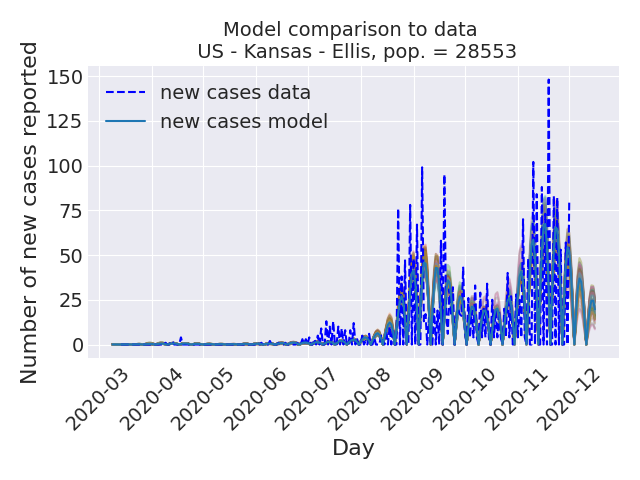 Model comparison to data
US - Kansas - Ellis, pop. = 28553
Number of new cases reported
150
125
100
75
50
25
0
new cases data
new cases model
2020-03
2020-04
2020-05
2020-06
2020-07
2020-08
2020-09
2020-10
2020-11
2020-12
Day